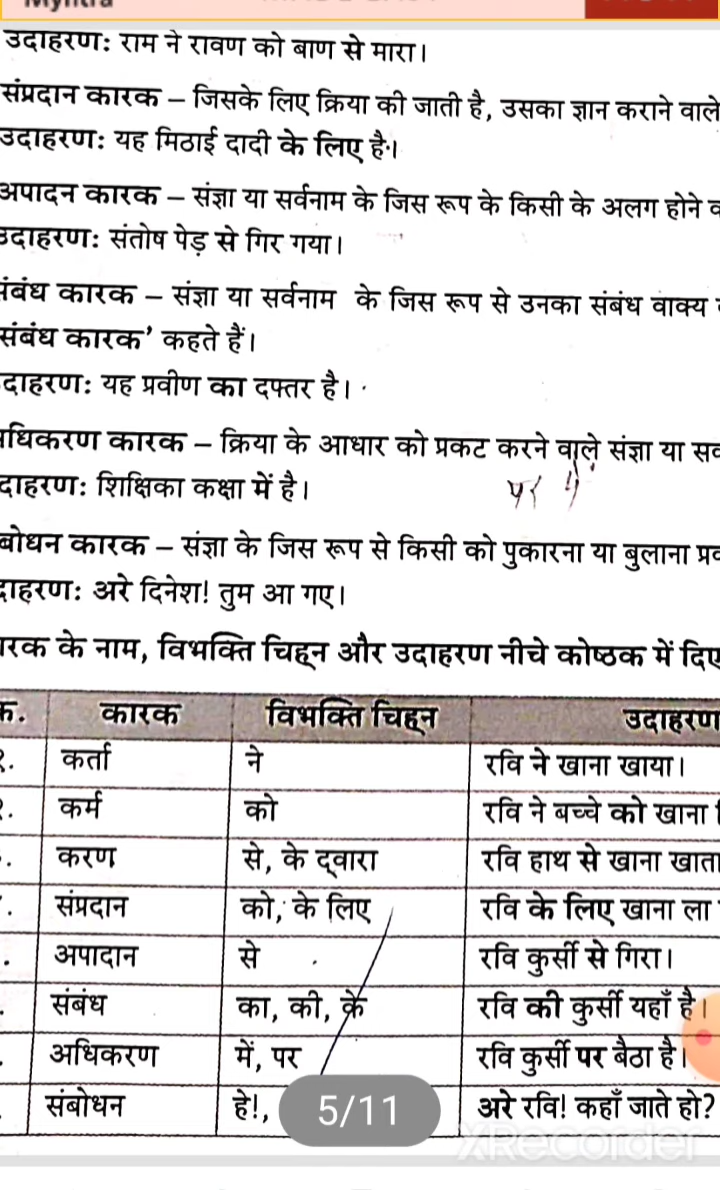 उदाहरण: राम ने रावण को बाण से मारा।
संप्रदान कारक – जिसके लिए क्रिया की जाती है, उसका ज्ञान कराने वाले
उदाहरण: यह मिठाई दादी के लिए है।
अपादन कारक – संज्ञा या सर्वनाम के जिस रूप के किसी के अलग होने
उदाहरण: संतोष पेड़ से गिर गया।
संबंध कारक – संज्ञा या सर्वनाम के जिस रूप से उनका संबंध वाक्य
संबंध कारक' कहते हैं।
दाहरण: यह प्रवीण का दफ्तर है।
धिकरण कारक – क्रिया के आधार को प्रकट करने वाले संज्ञा या
दाहरण: शिक्षिका कक्षा में है।
पर में
बोधन कारक – संज्ञा के जिस रूप से किसी को पुकारना या बुलाना
दाहरण: अरे दिनेश! तुम आ गए।
ारक के नाम, विभक्ति चिह्न और उदाहरण नीचे कोष्ठक में दिए
क. कारक विभक्ति चिह्न उदाहरण
कर्ता ने रवि ने खाना खाया।
कर्म को रवि ने बच्चे को खाना
करण से, के द्वारा रवि हाथ से खाना खाता
संप्रदान को, के लिए रवि के लिए खाना ला
अपादान से रवि कुर्सी से गिरा।
संबंध का, की, के रवि की कुर्सी यहाँ है।
अधिकरण में, पर रवि कुर्सी पर बैठा है।
संबोधन हे!, अरे रवि! कहाँ जाते हो?
5/11
XRecorder